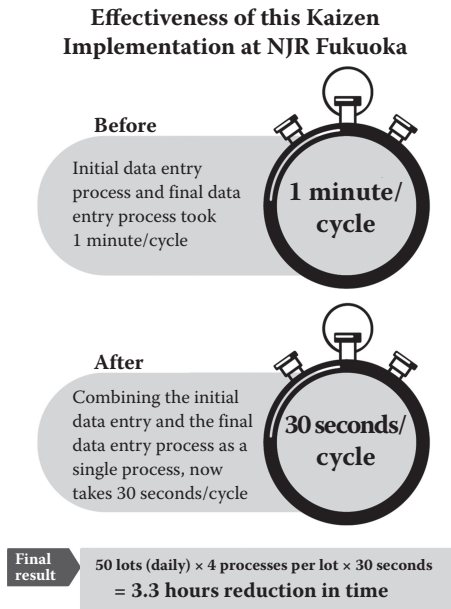 Effectiveness of this Kaizen
Implementation at NJR Fukuoka
Before
Initial data entry
process and final data
entry process took
1 minute/cycle
1 minute/
cycle
After
Combining the initial
data entry and the final
data entry process as a
single process, now
takes 30 seconds/cycle
30 seconds/
cycle
Final
result
50 lots (daily) × 4 processes per lot × 30 seconds
= 3.3 hours reduction in time